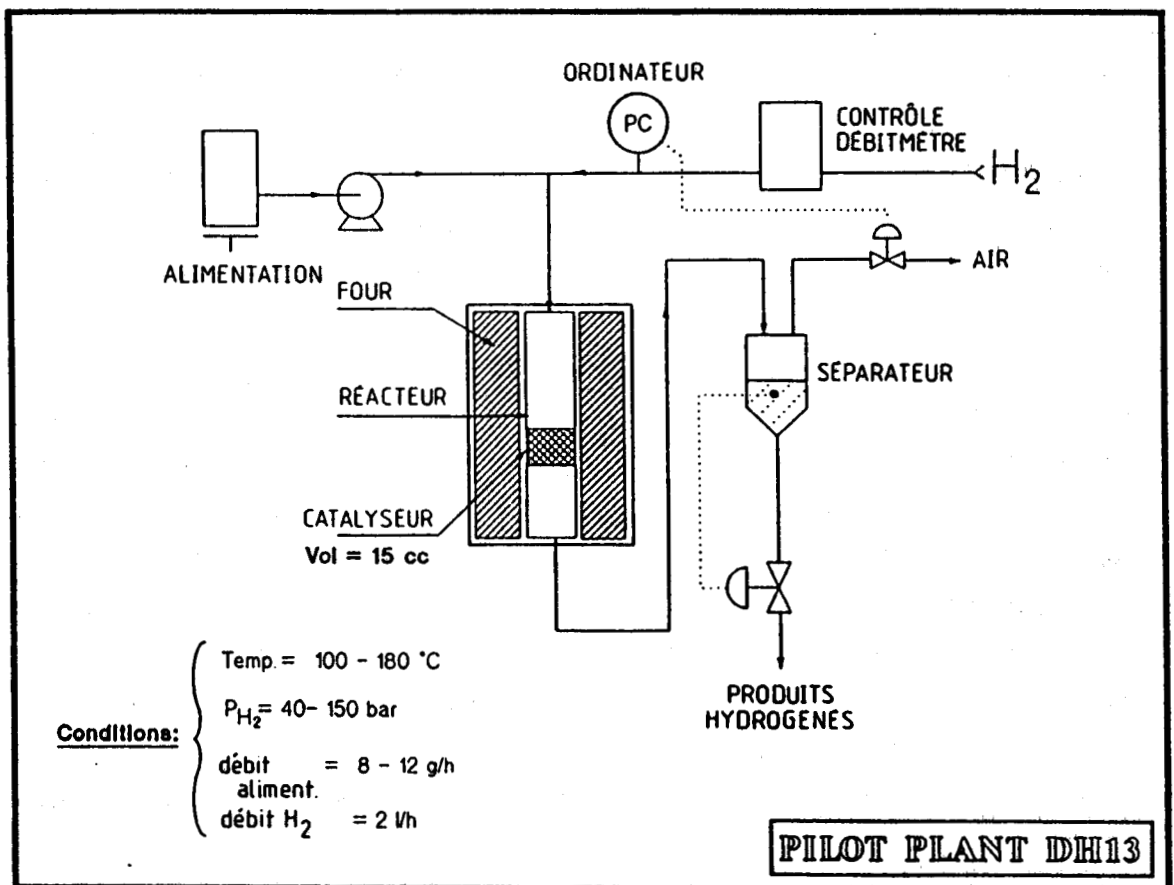 ORDINATEUR
PC
CONTRÔLE
DÉBITMÈTRE
H2
ALIMENTATION
AIR
FOUR
SÉPARATEUR
RÉACTEUR
CATALYSEUR
Vol = 15 cc
PRODUITS
HYDROGENÉS
Conditions:
Temp. = 100 - 180 °C
PH2 = 40- 150 bar
débit aliment. = 8 - 12 g/h
débit H2 = 2 l/h
PILOT PLANT DH13